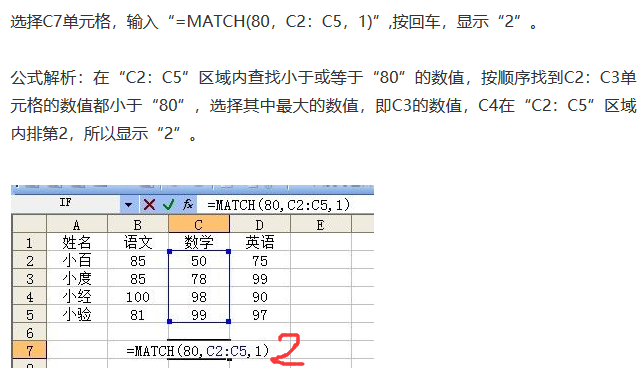 选择C7单元格，输入“=MATCH(80，C2：C5，1)”,按回车，显示“2”。
公式解析：在“C2：C5”区域内查找小于或等于“80”的数值，按顺序找到C2：C3单
元格的数值都小于“80”，选择其中最大的数值，即C3的数值，C4在“C2：C5”区域
内排第2，所以显示“2”。
IF fx =MATCH(80,C2:C5,1)
A B C D E
1 姓名 语文 数学 英语
2 小百 85 50 75
3 小度 85 78 99
4 小经 100 98 90
5 小验 81 99 97
6
7 =MATCH(80,C2:C5,1) 2